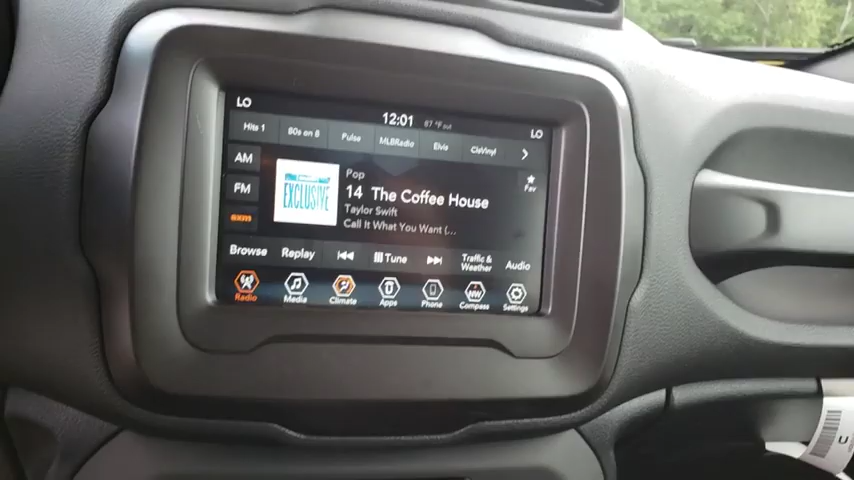 LO
12:01 87 °F out
LO
Hits 1 80s on 8 Pulse MLBRadio Elvis ClsVinyl
AM
FM
sxm
EXCLUSIVE
Pop
14 The Coffee House
Taylor Swift
Call It What You Want (...
Fav
Browse Replay Tune Traffic & Weather Audio
Radio Media Climate Apps Phone NW Compass Settings
U